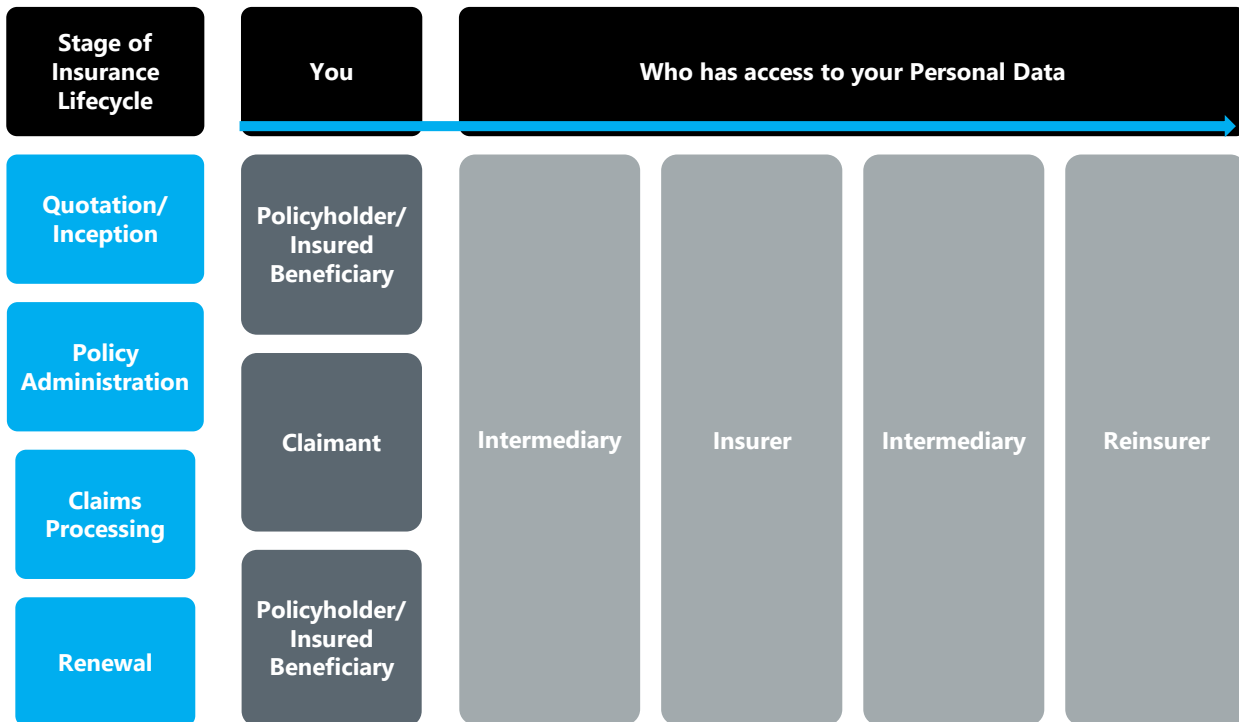 Stage of
Insurance
Lifecycle
You
Who has access to your Personal Data
Quotation/
Inception
Policy
Administration
Claims
Processing
Renewal
Policyholder/
Insured
Beneficiary
Claimant
Policyholder/
Insured
Beneficiary
Intermediary
Insurer
Intermediary
Reinsurer